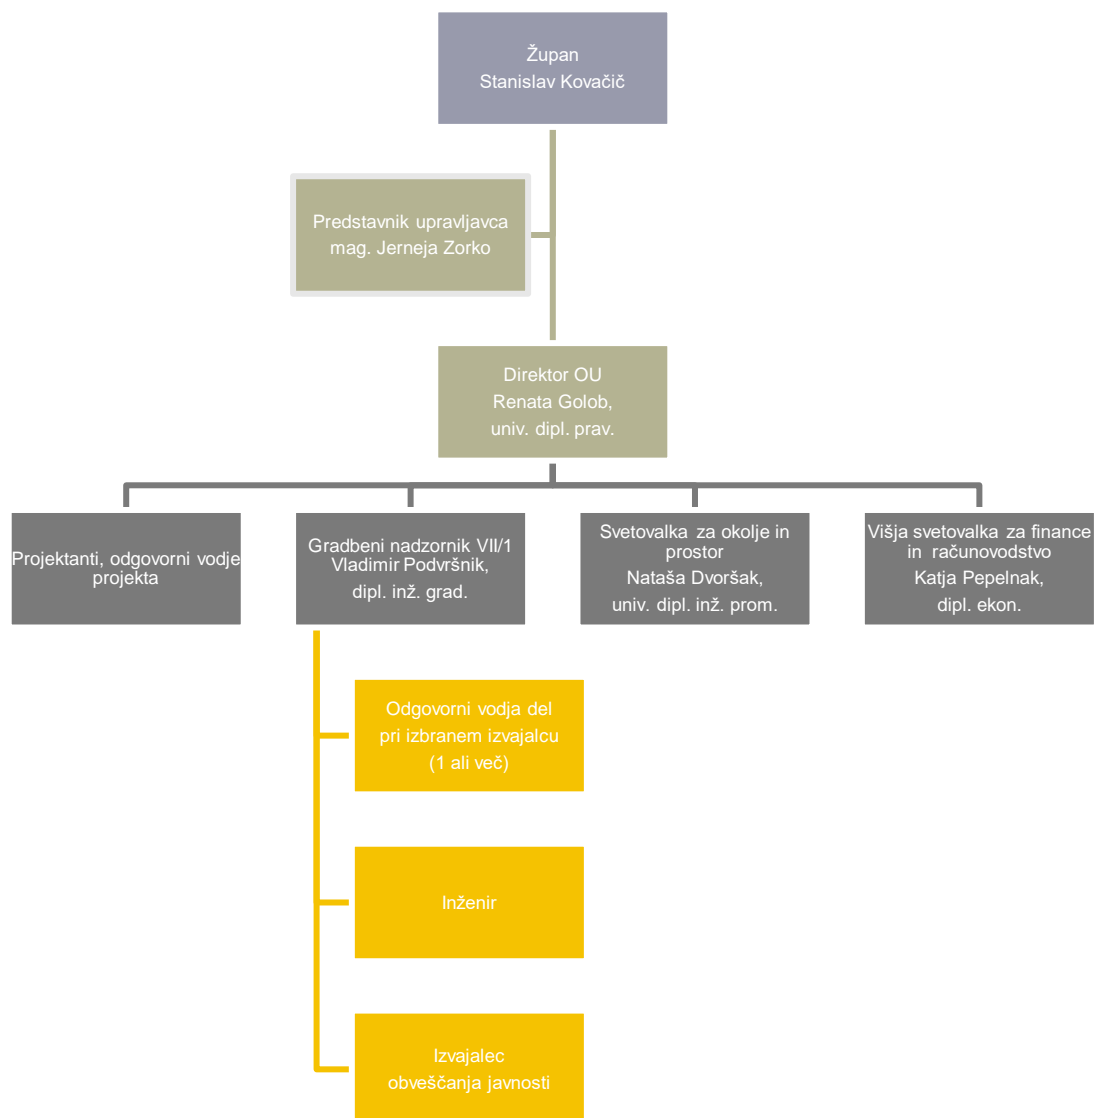 Župan
Stanislav Kovačič
Predstavnik upravljavca
mag. Jerneja Zorko
Direktor OU
Renata Golob,
univ. dipl. prav.
Projektanti, odgovorni vodje
projekta
Gradbeni nadzornik VII/1
Vladimir Podvršnik,
dipl. inž. grad.
Svetovalka za okolje in
prostor
Nataša Dvoršak,
univ. dipl. inž. prom.
Višja svetovalka za finance
in računovodstvo
Katja Pepelnak,
dipl. ekon.
Odgovorni vodja del
pri izbranem izvajalcu
(1 ali več)
Inženir
Izvajalec
obveščanja javnosti